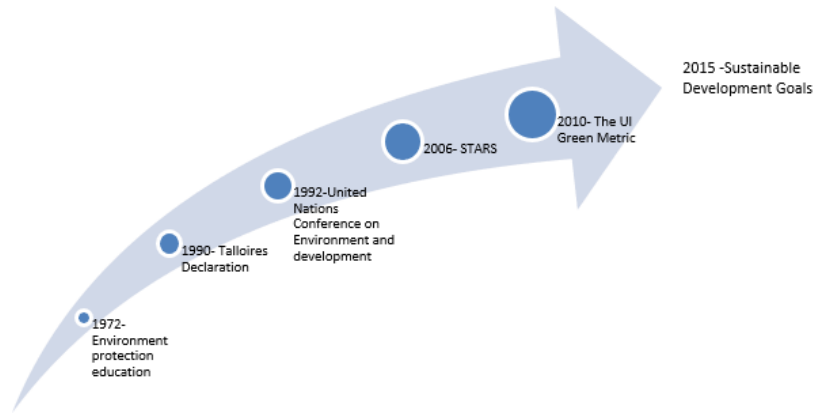 1972-
Environment
protection
education
1990- Talloires
Declaration
1992-United
Nations
Conference on
Environment and
development
2006- STARS
2010- The UI
Green Metric
2015 -Sustainable
Development Goals